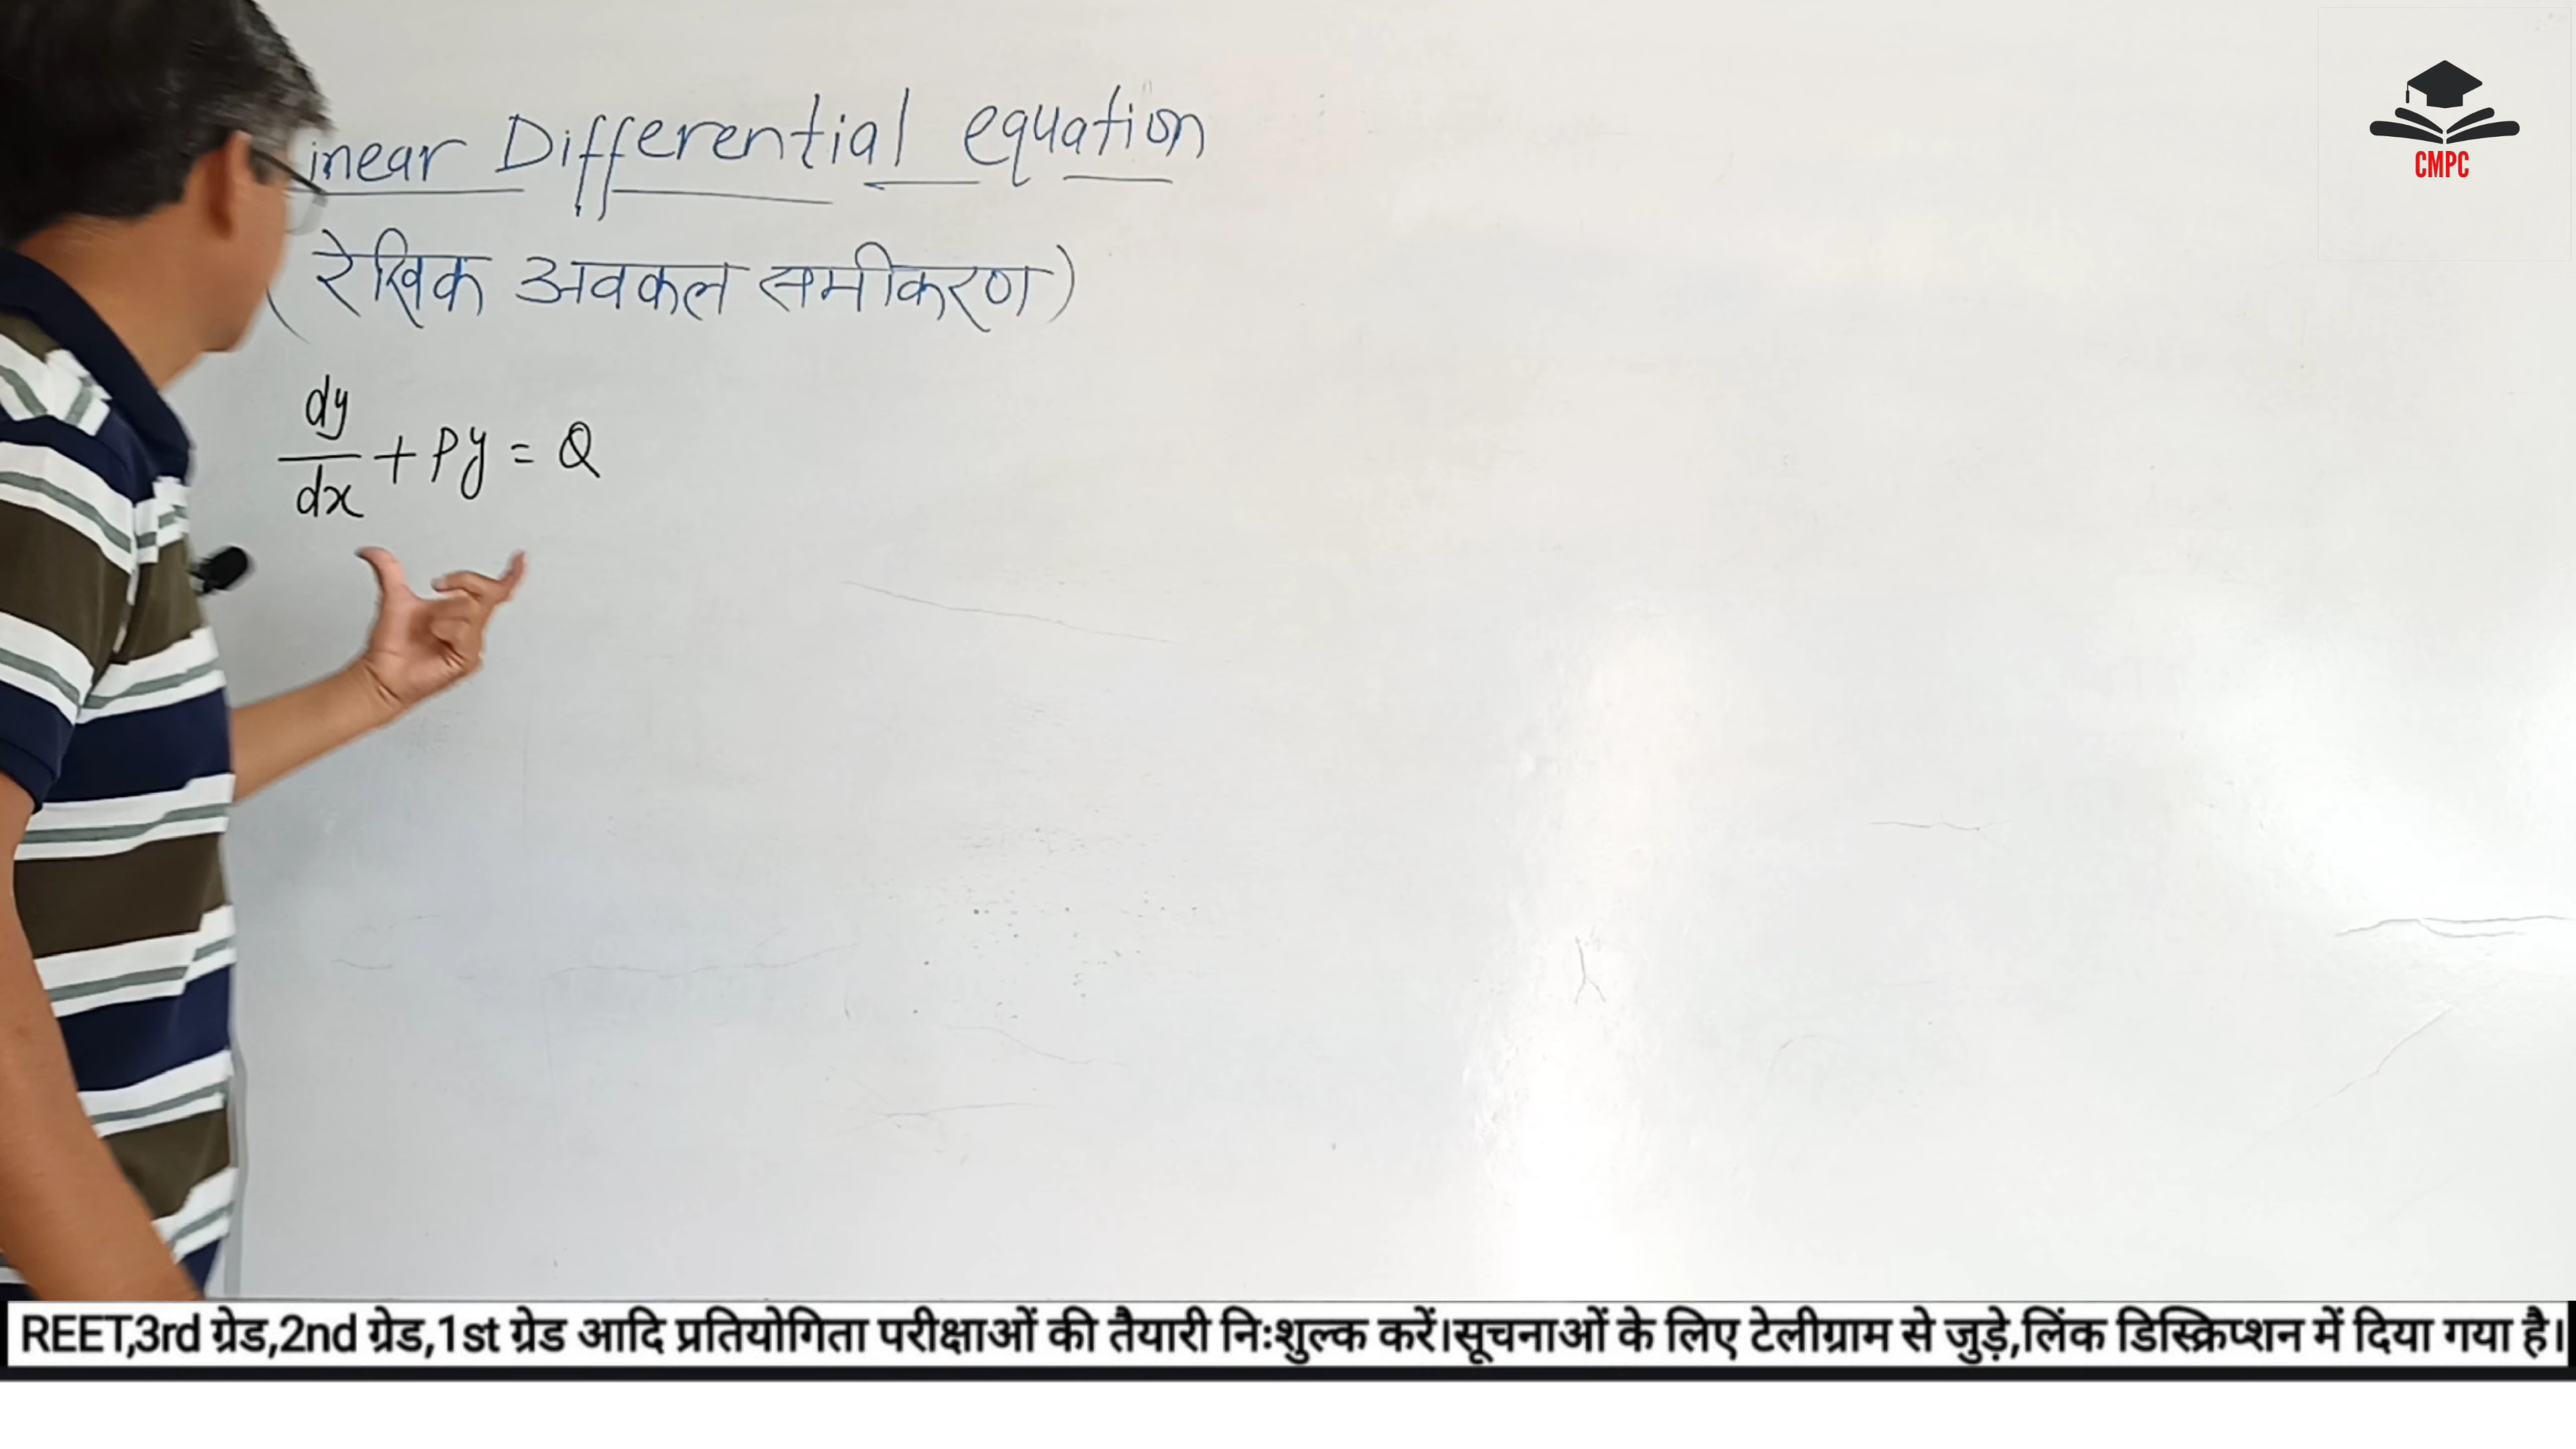 inear Differential equation
(रेखिक अवकल समीकरण)
dy/dx + Py = Q
CMPC
REET,3rd ग्रेड,2nd ग्रेड,1st ग्रेड आदि प्रतियोगिता परीक्षाओं की तैयारी निःशुल्क करें।सूचनाओं के लिए टेलीग्राम से जुड़े,लिंक डिस्क्रिप्शन में दिया गया है।